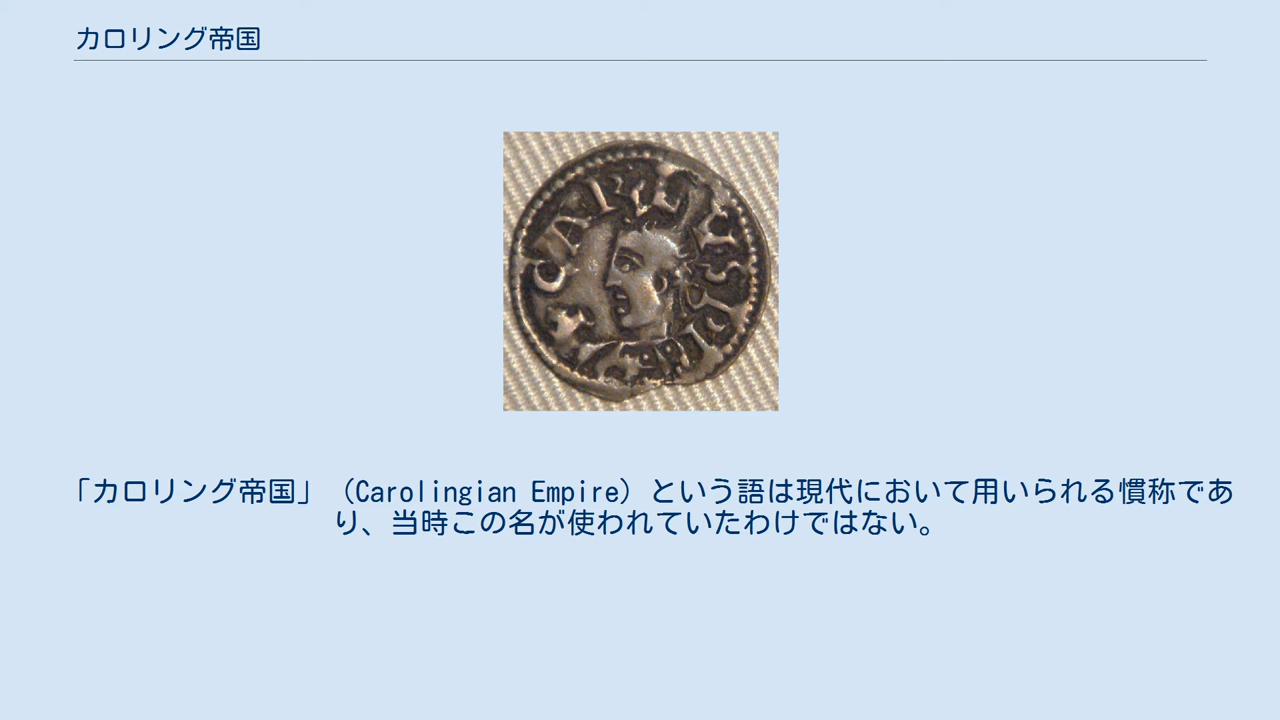 カロリング帝国
CARLUS
「カロリング帝国」（Carolingian Empire）という語は現代において用いられる慣称であ
り、当時この名が使われていたわけではない。